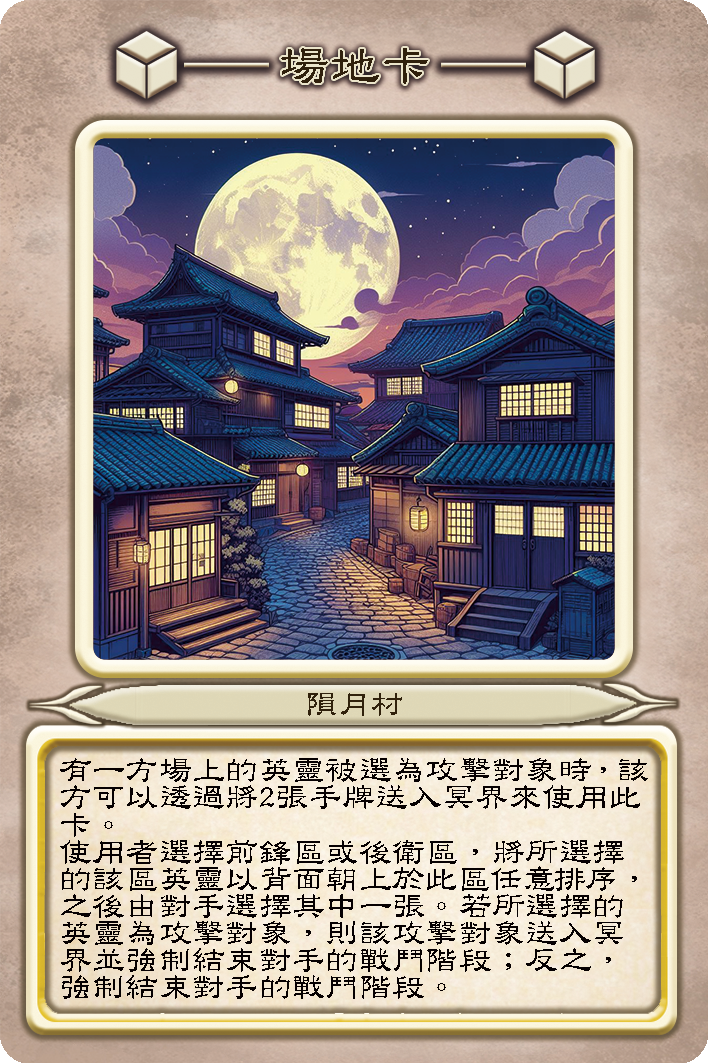 場地卡
隕月村
有一方場上的英靈被選為攻擊對象時，該
方可以透過將2張手牌送入冥界來使用此
卡。
使用者選擇前鋒區或後衛區，將所選擇
的該區英靈以背面朝上於此區任意排序，
之後由對手選擇其中一張。若所選擇的
英靈為攻擊對象，則該攻擊對象送入冥
界並強制結束對手的戰鬥階段；反之，
強制結束對手的戰鬥階段。